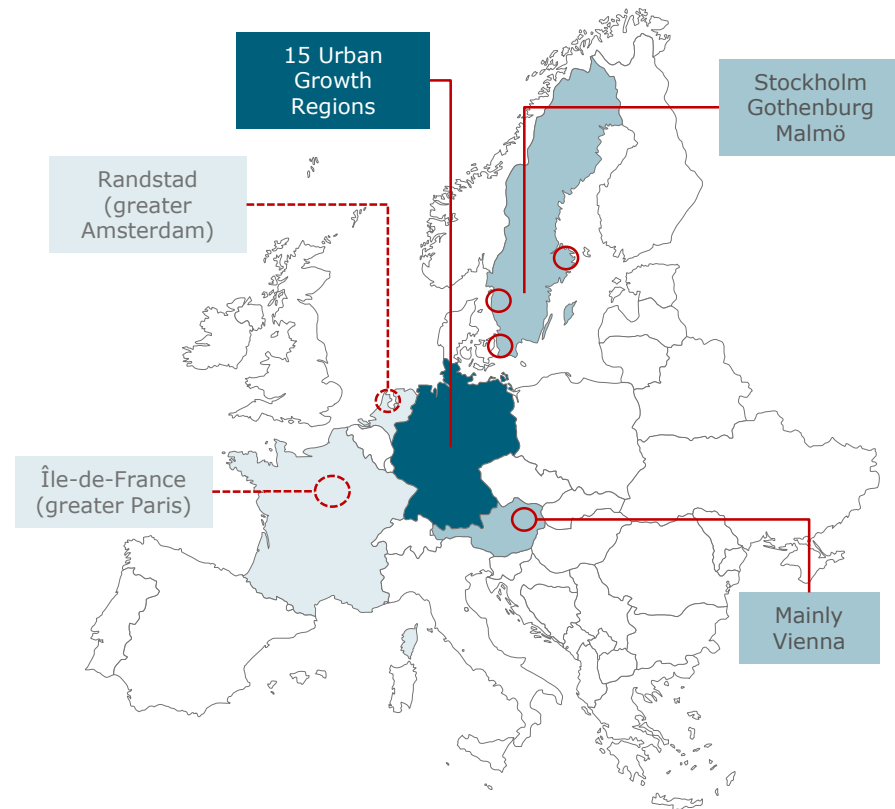 15 Urban
Growth
Regions
Stockholm
Gothenburg
Malmö
Randstad
(greater
Amsterdam)
Île-de-France
(greater Paris)
Mainly
Vienna